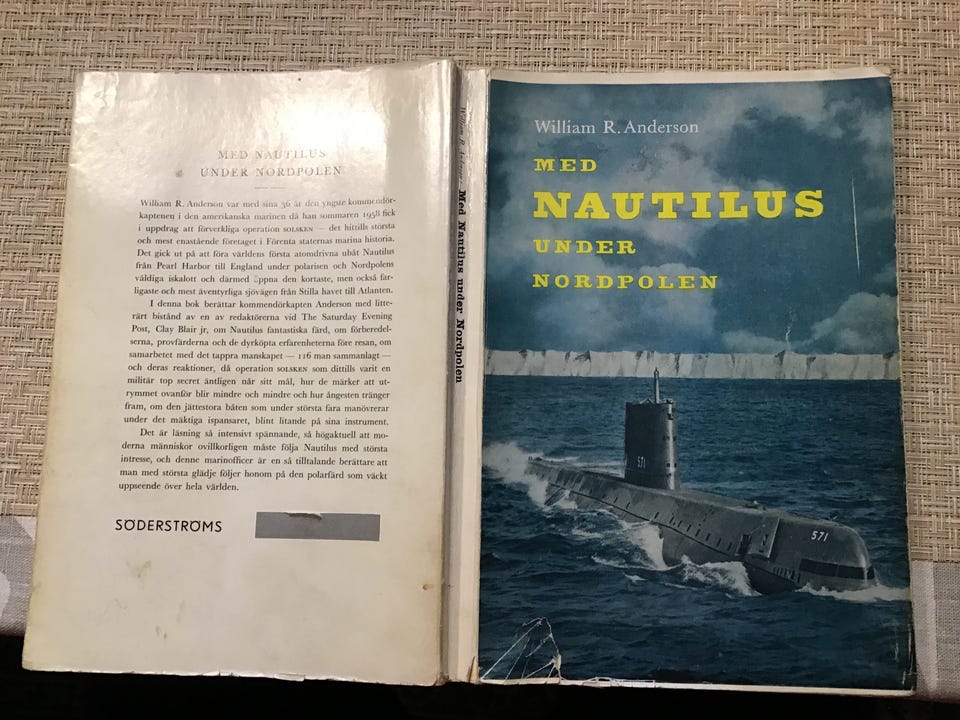 MED NAUTILUS
UNDER NORDPOLEN
William R. Anderson var med sina 36 år den yngste kommendör-
kaptenen i den amerikanska marinen då han sommaren 1958 fick
i uppdrag att förverkliga operation SOLSKEN — det hittills största
och mest enastående företaget i Förenta staternas marina historia.
Det gick ut på att föra världens första atomdrivna ubåt Nautilus
från Pearl Harbor till England under polarisen och Nordpolens
väldiga iskalott och därmed öppna den kortaste, men också far-
ligaste och mest äventyrliga sjövägen från Stilla havet till Atlanten.
I denna bok berättar kommendörkapten Anderson med litte-
rärt bistånd av en av redaktörerna vid The Saturday Evening
Post, Clay Blair jr, om Nautilus fantastiska färd, om förberedel-
serna, provfärderna och de dyrköpta erfarenheterna före resan, om
samarbetet med det tappra manskapet — 116 man sammanlagt —
och deras reaktioner, då operation SOLSKEN som dittills varit en
militär top secret äntligen når sitt mål, hur de märker att ut-
rymmet ovanför blir mindre och mindre och hur ångesten tränger
fram, om den jättestora båten som under största fara manövrerar
under det mäktiga ispansaret, blint litande på sina instrument.
Det är läsning så intensivt spännande, så högaktuell att mo-
derna människor ovillkorligen måste följa Nautilus med största
intresse, och denne marinofficer är en så tilltalande berättare att
man med största glädje följer honom på den polarfärd som väckt
uppseende över hela världen.
SÖDERSTRÖMS
William R. Anderson Med Nautilus under Nordpolen
William R. Anderson
MED
NAUTILUS
UNDER
NORDPOLEN
571
571